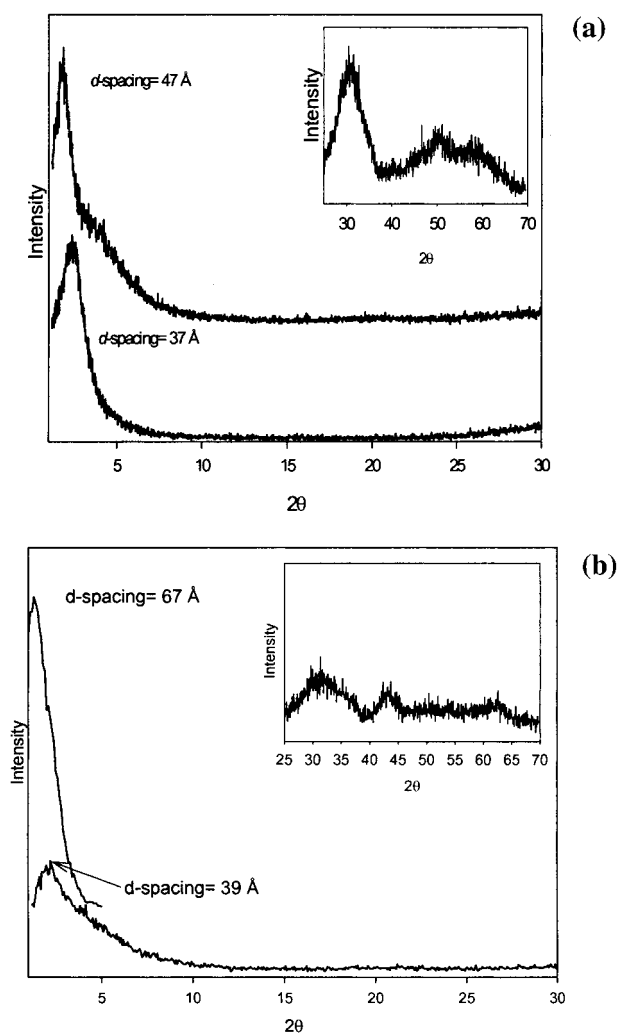 (a)
d-spacing= 47 Å
Intensity
30 40 50 60 70
2θ
Intensity
d-spacing= 37 Å
5 10 15 20 25 30
2θ
(b)
d-spacing= 67 Å
Intensity
25 30 35 40 45 50 55 60 65 70
2θ
Intensity
d-spacing= 39 Å
5 10 15 20 25 30
2θ